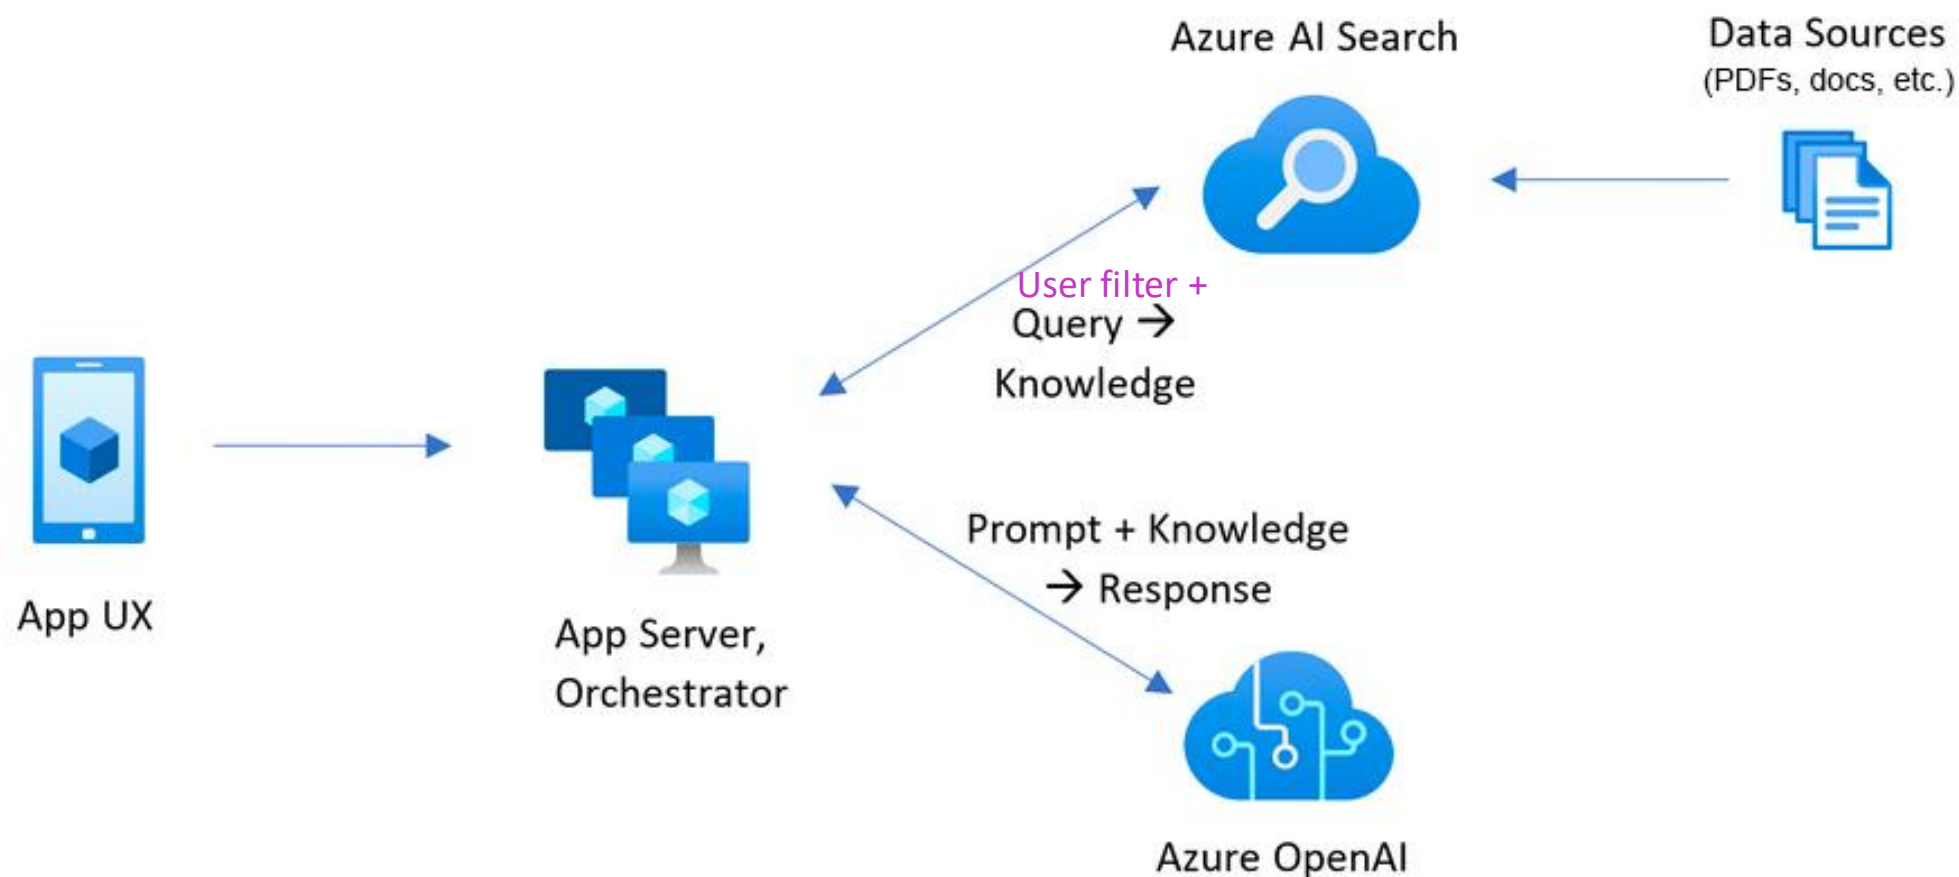 Azure AI Search
Data Sources
(PDFs, docs, etc.)
User filter +
Query →
Knowledge
Prompt + Knowledge
→ Response
App UX
App Server,
Orchestrator
Azure OpenAI